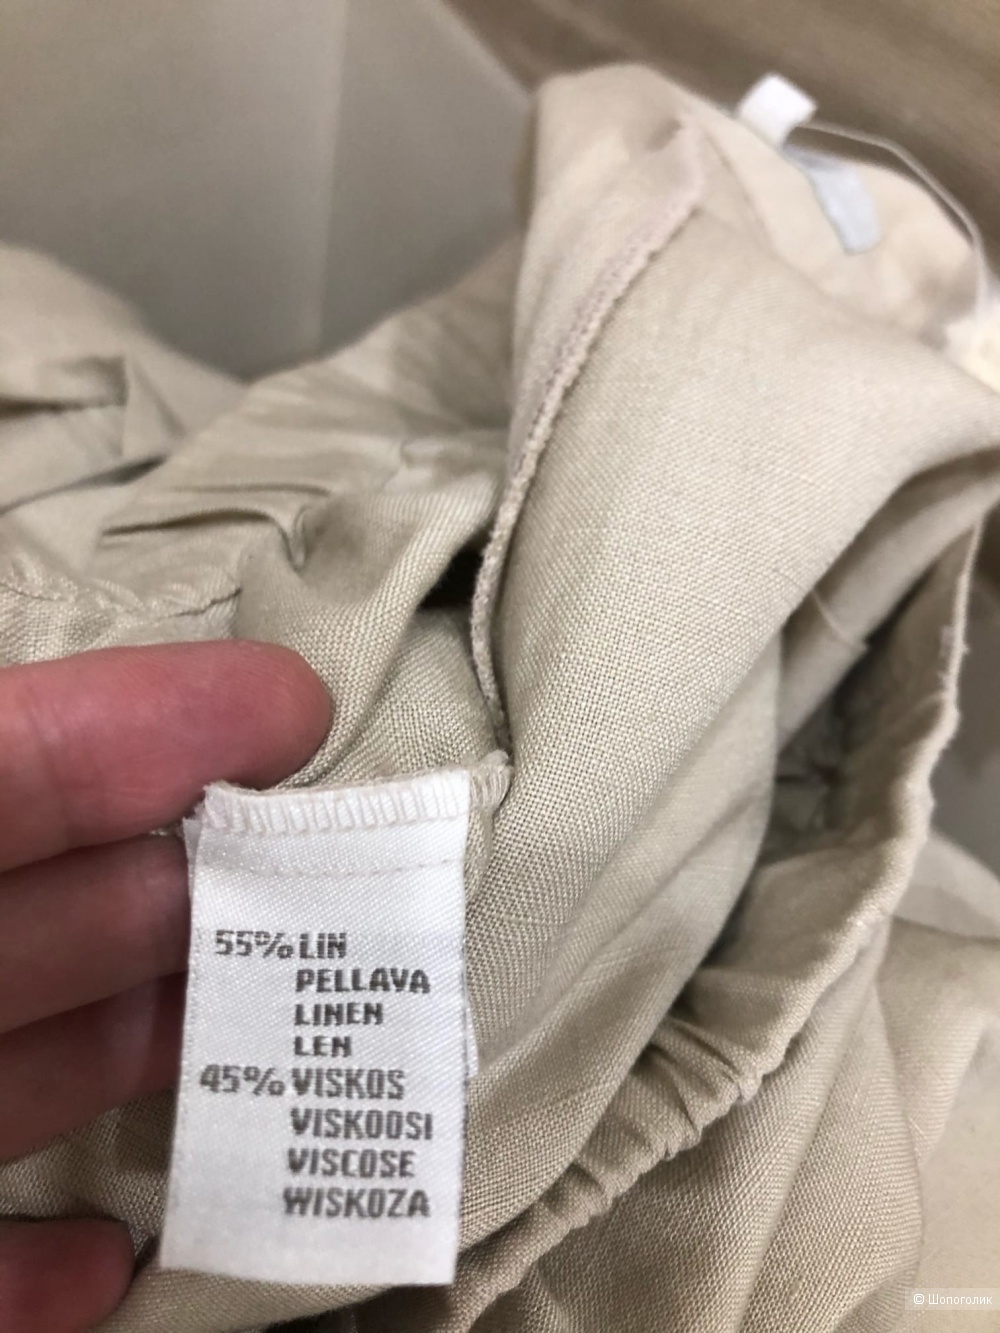 55% LIN
PELLAVA
LINEN
LEN
45% VISKOS
VISKOOSI
VISCOSE
WISKOZA
© Шопоголик